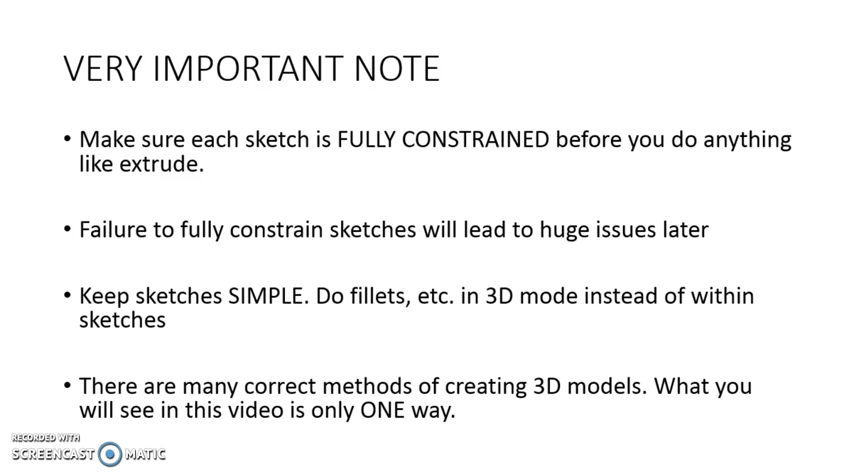 VERY IMPORTANT NOTE
• Make sure each sketch is FULLY CONSTRAINED before you do anything
like extrude.
• Failure to fully constrain sketches will lead to huge issues later
• Keep sketches SIMPLE. Do fillets, etc. in 3D mode instead of within
sketches
• There are many correct methods of creating 3D models. What you
will see in this video is only ONE way.
RECORDED WITH
SCREENCAST MATIC